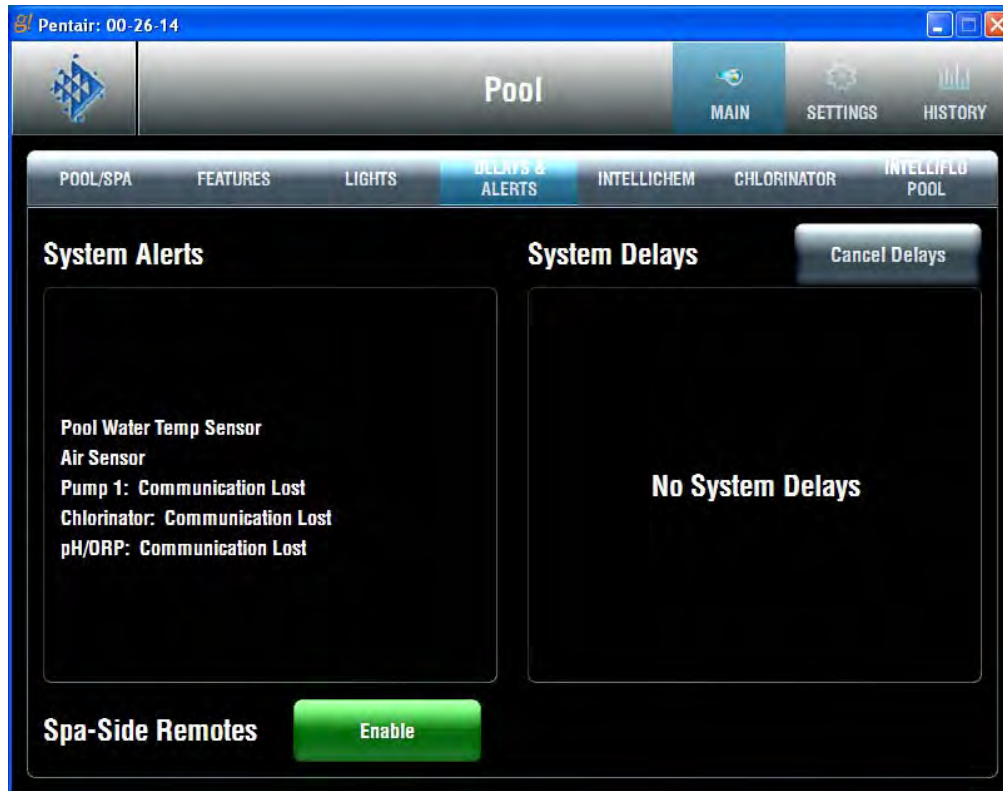 g! Pentair: 00-26-14
Pool
MAIN
SETTINGS
HISTORY
POOL/SPA
FEATURES
LIGHTS
DELAYS &
ALERTS
INTELLICHEM
CHLORINATOR
INTELLIFLO
POOL
System Alerts
System Delays
Cancel Delays
Pool Water Temp Sensor
Air Sensor
Pump 1: Communication Lost
Chlorinator: Communication Lost
pH/ORP: Communication Lost
No System Delays
Spa-Side Remotes
Enable